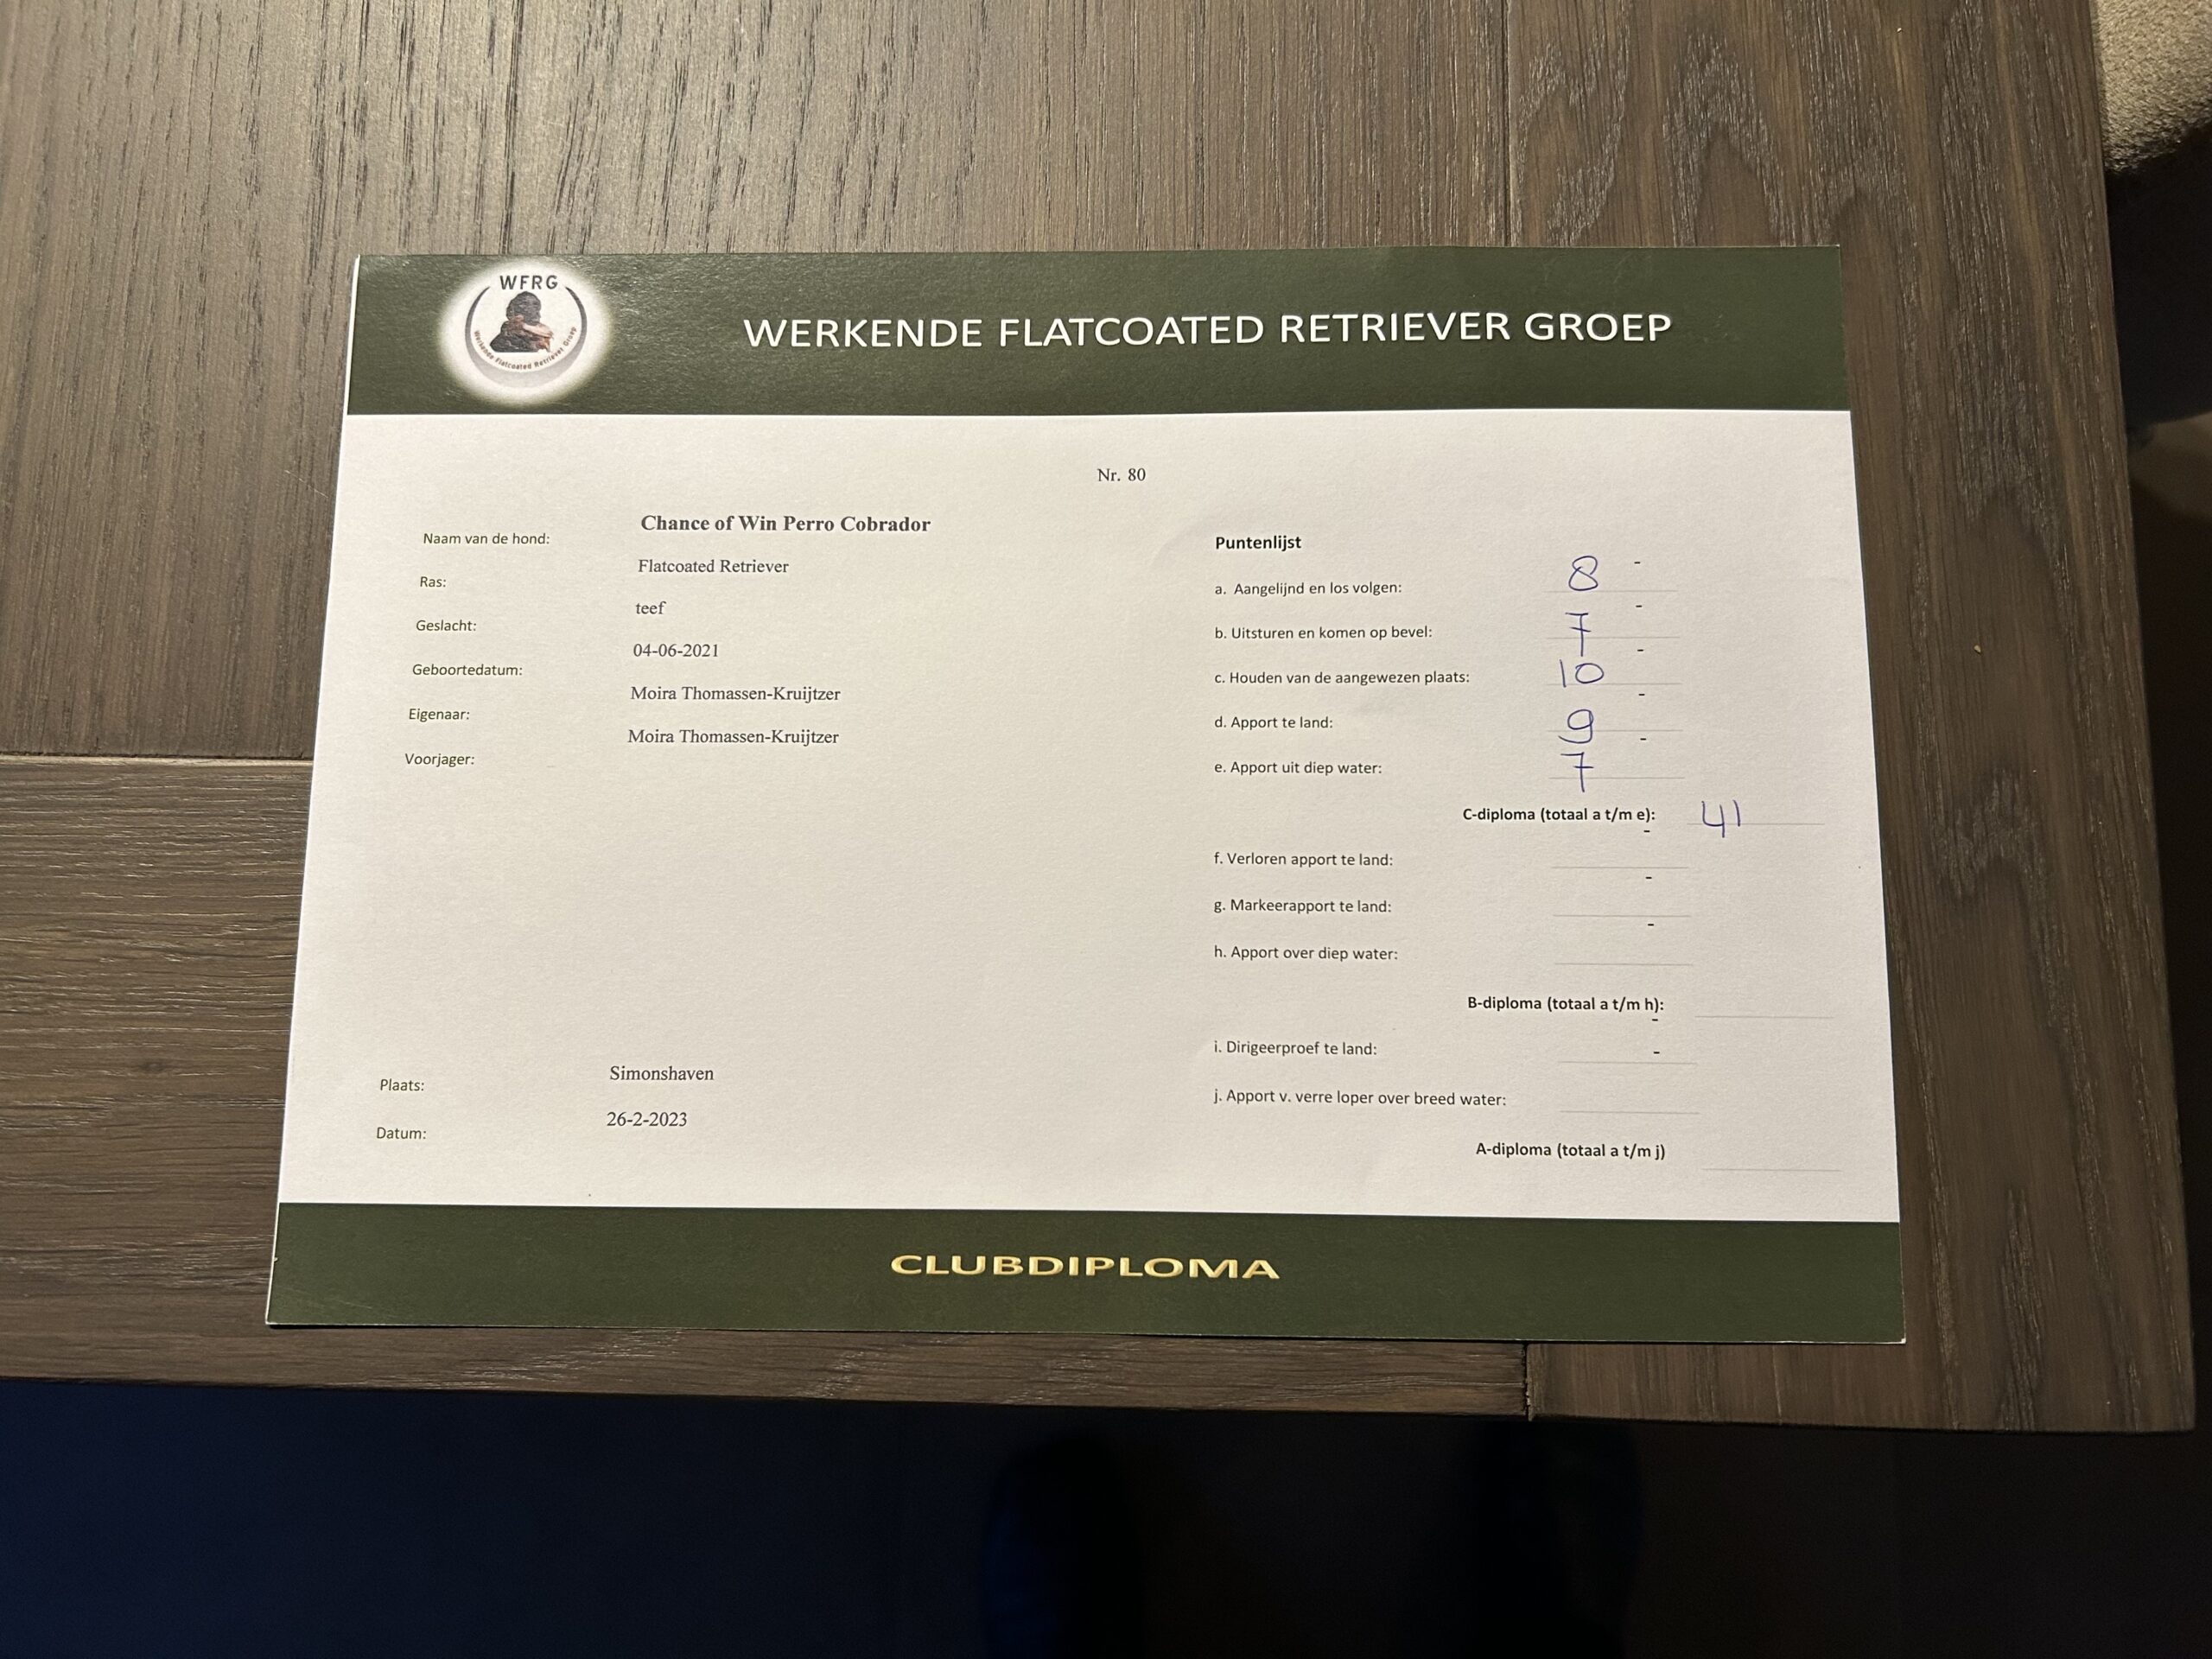 WFRG
Werkende Flatcoated Retriever Groep
WERKENDE FLATCOATED RETRIEVER GROEP
Nr. 80
Naam van de hond: Chance of Win Perro Cobrador
Ras: Flatcoated Retriever
Geslacht: teef
Geboortedatum: 04-06-2021
Eigenaar: Moira Thomassen-Kruijtzer
Voorjager: Moira Thomassen-Kruijtzer
Plaats: Simonshaven
Datum: 26-2-2023
Puntenlijst
a. Aangelijnd en los volgen: 8 -
b. Uitsturen en komen op bevel: 7 -
c. Houden van de aangewezen plaats: 10 -
d. Apport te land: 9 -
e. Apport uit diep water: 7 -
C-diploma (totaal a t/m e): 41
f. Verloren apport te land: -
g. Markeerapport te land: -
h. Apport over diep water: -
B-diploma (totaal a t/m h):
i. Dirigeerproef te land: -
j. Apport v. verre loper over breed water: -
A-diploma (totaal a t/m j)
CLUBDIPLOMA